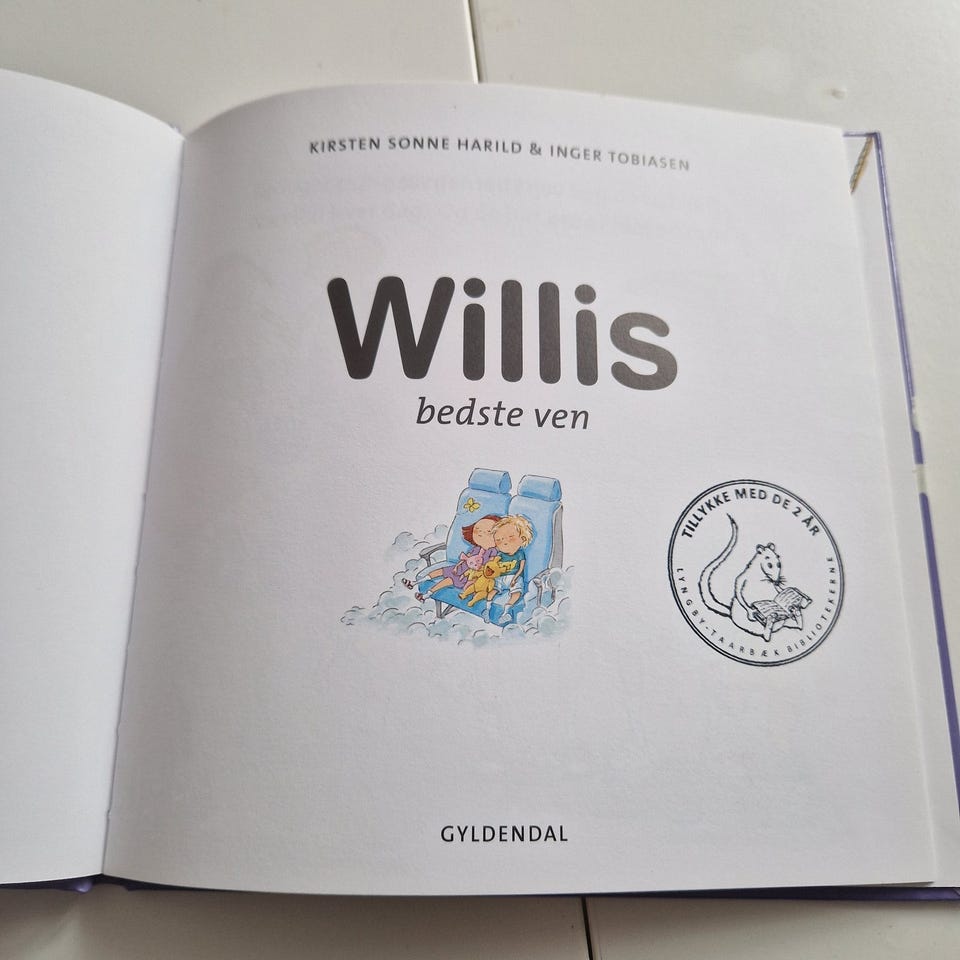 KIRSTEN SONNE HARILD & INGER TOBIASEN
Willis
bedste ven
TILLYKKE MED DE 2 ÅR
LYNGBY-TAARBÆK BIBLIOTEKERNE
GYLDENDAL